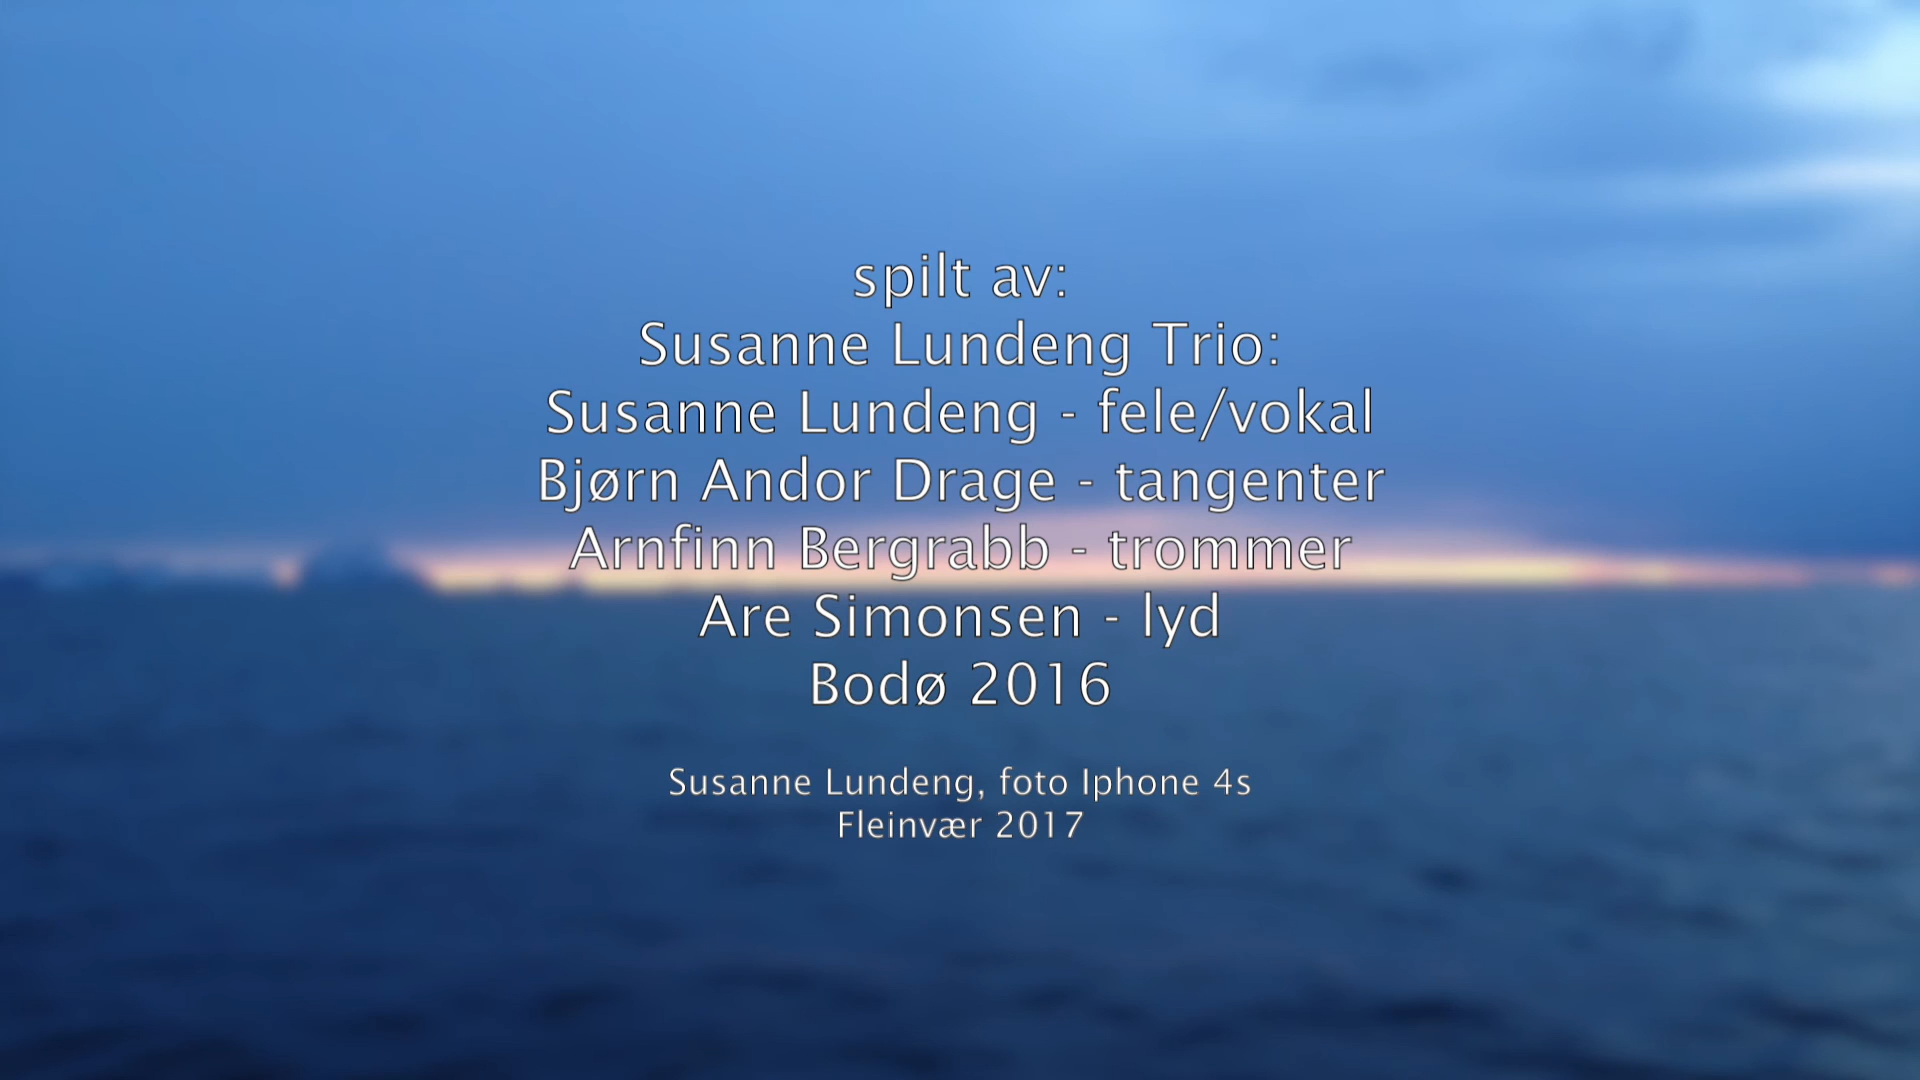 spilt av:
Susanne Lundeng Trio:
Susanne Lundeng - fele/vokal
Bjørn Andor Drage - tangenter
Arnfinn Bergrabb - trommer
Are Simonsen - lyd
Bodø 2016
Susanne Lundeng, foto Iphone 4s
Fleinvær 2017